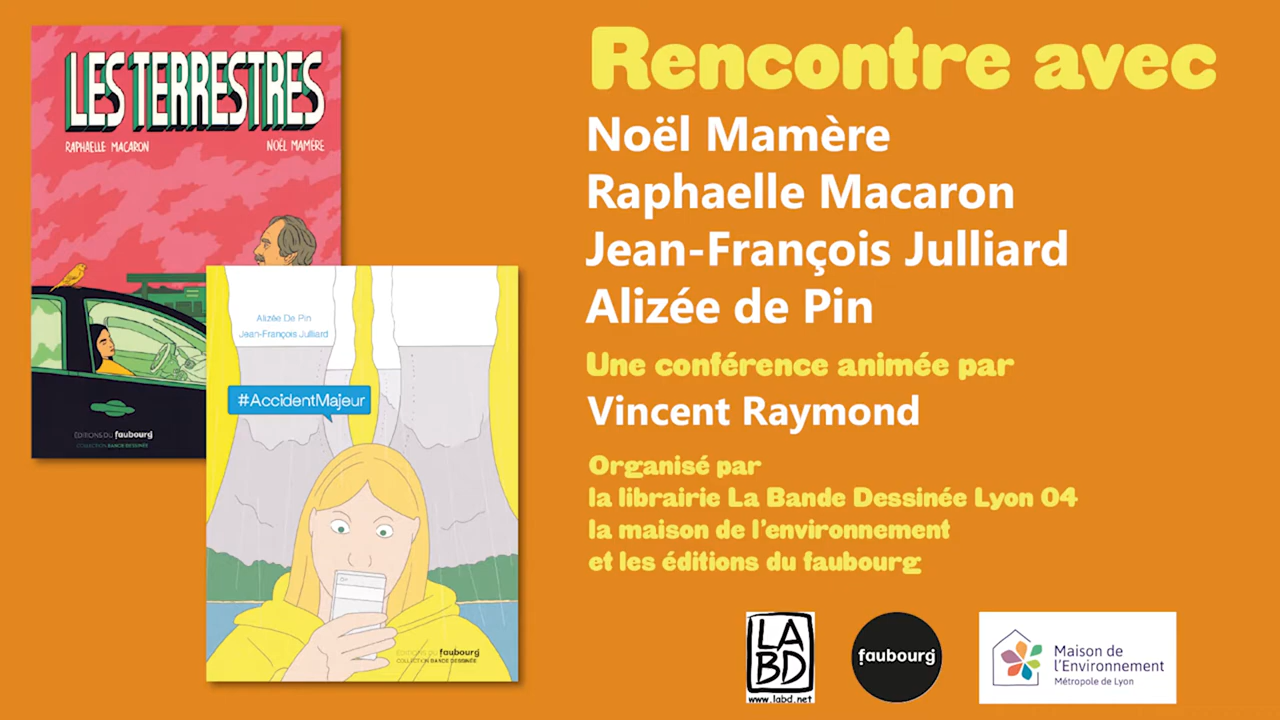 LES TERRESTRES
RAPHAELLE MACARON
NOËL MAMÈRE
ÉDITIONS DU faubourg
COLLECTION BANDE DESSINÉE
Alizée De Pin
Jean-François Julliard
#AccidentMajeur
ÉDITIONS DU faubourg
COLLECTION BANDE DESSINÉE
Rencontre avec
Noël Mamère
Raphaelle Macaron
Jean-François Julliard
Alizée de Pin
Une conférence animée par
Vincent Raymond
Organisé par
la librairie La Bande Dessinée Lyon 04
la maison de l'environnement
et les éditions du faubourg
LA
BD
www.labd.net
faubourg
Maison de
l'Environnement
Métropole de Lyon